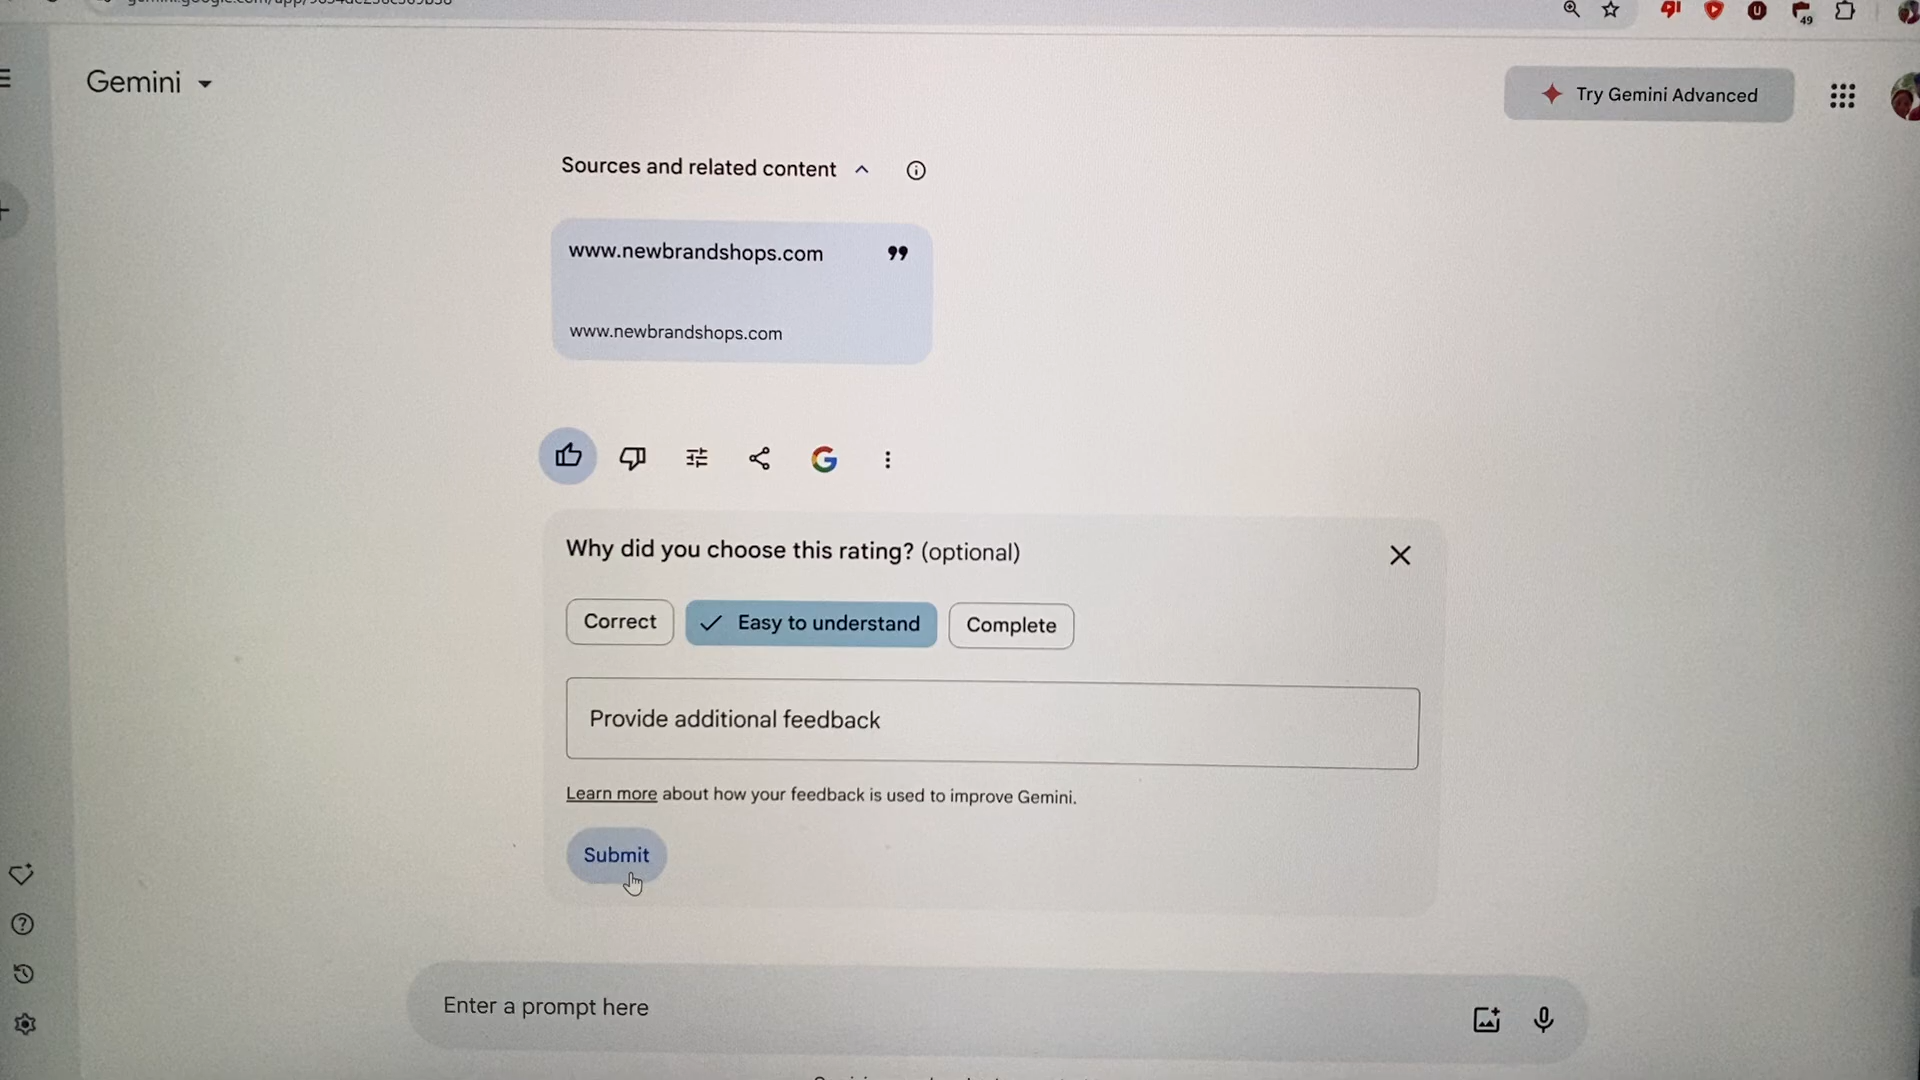 49
Gemini
Try Gemini Advanced
Sources and related content
www.newbrandshops.com
www.newbrandshops.com
Why did you choose this rating? (optional)
Correct
Easy to understand
Complete
Provide additional feedback
Learn more about how your feedback is used to improve Gemini.
Submit
Enter a prompt here